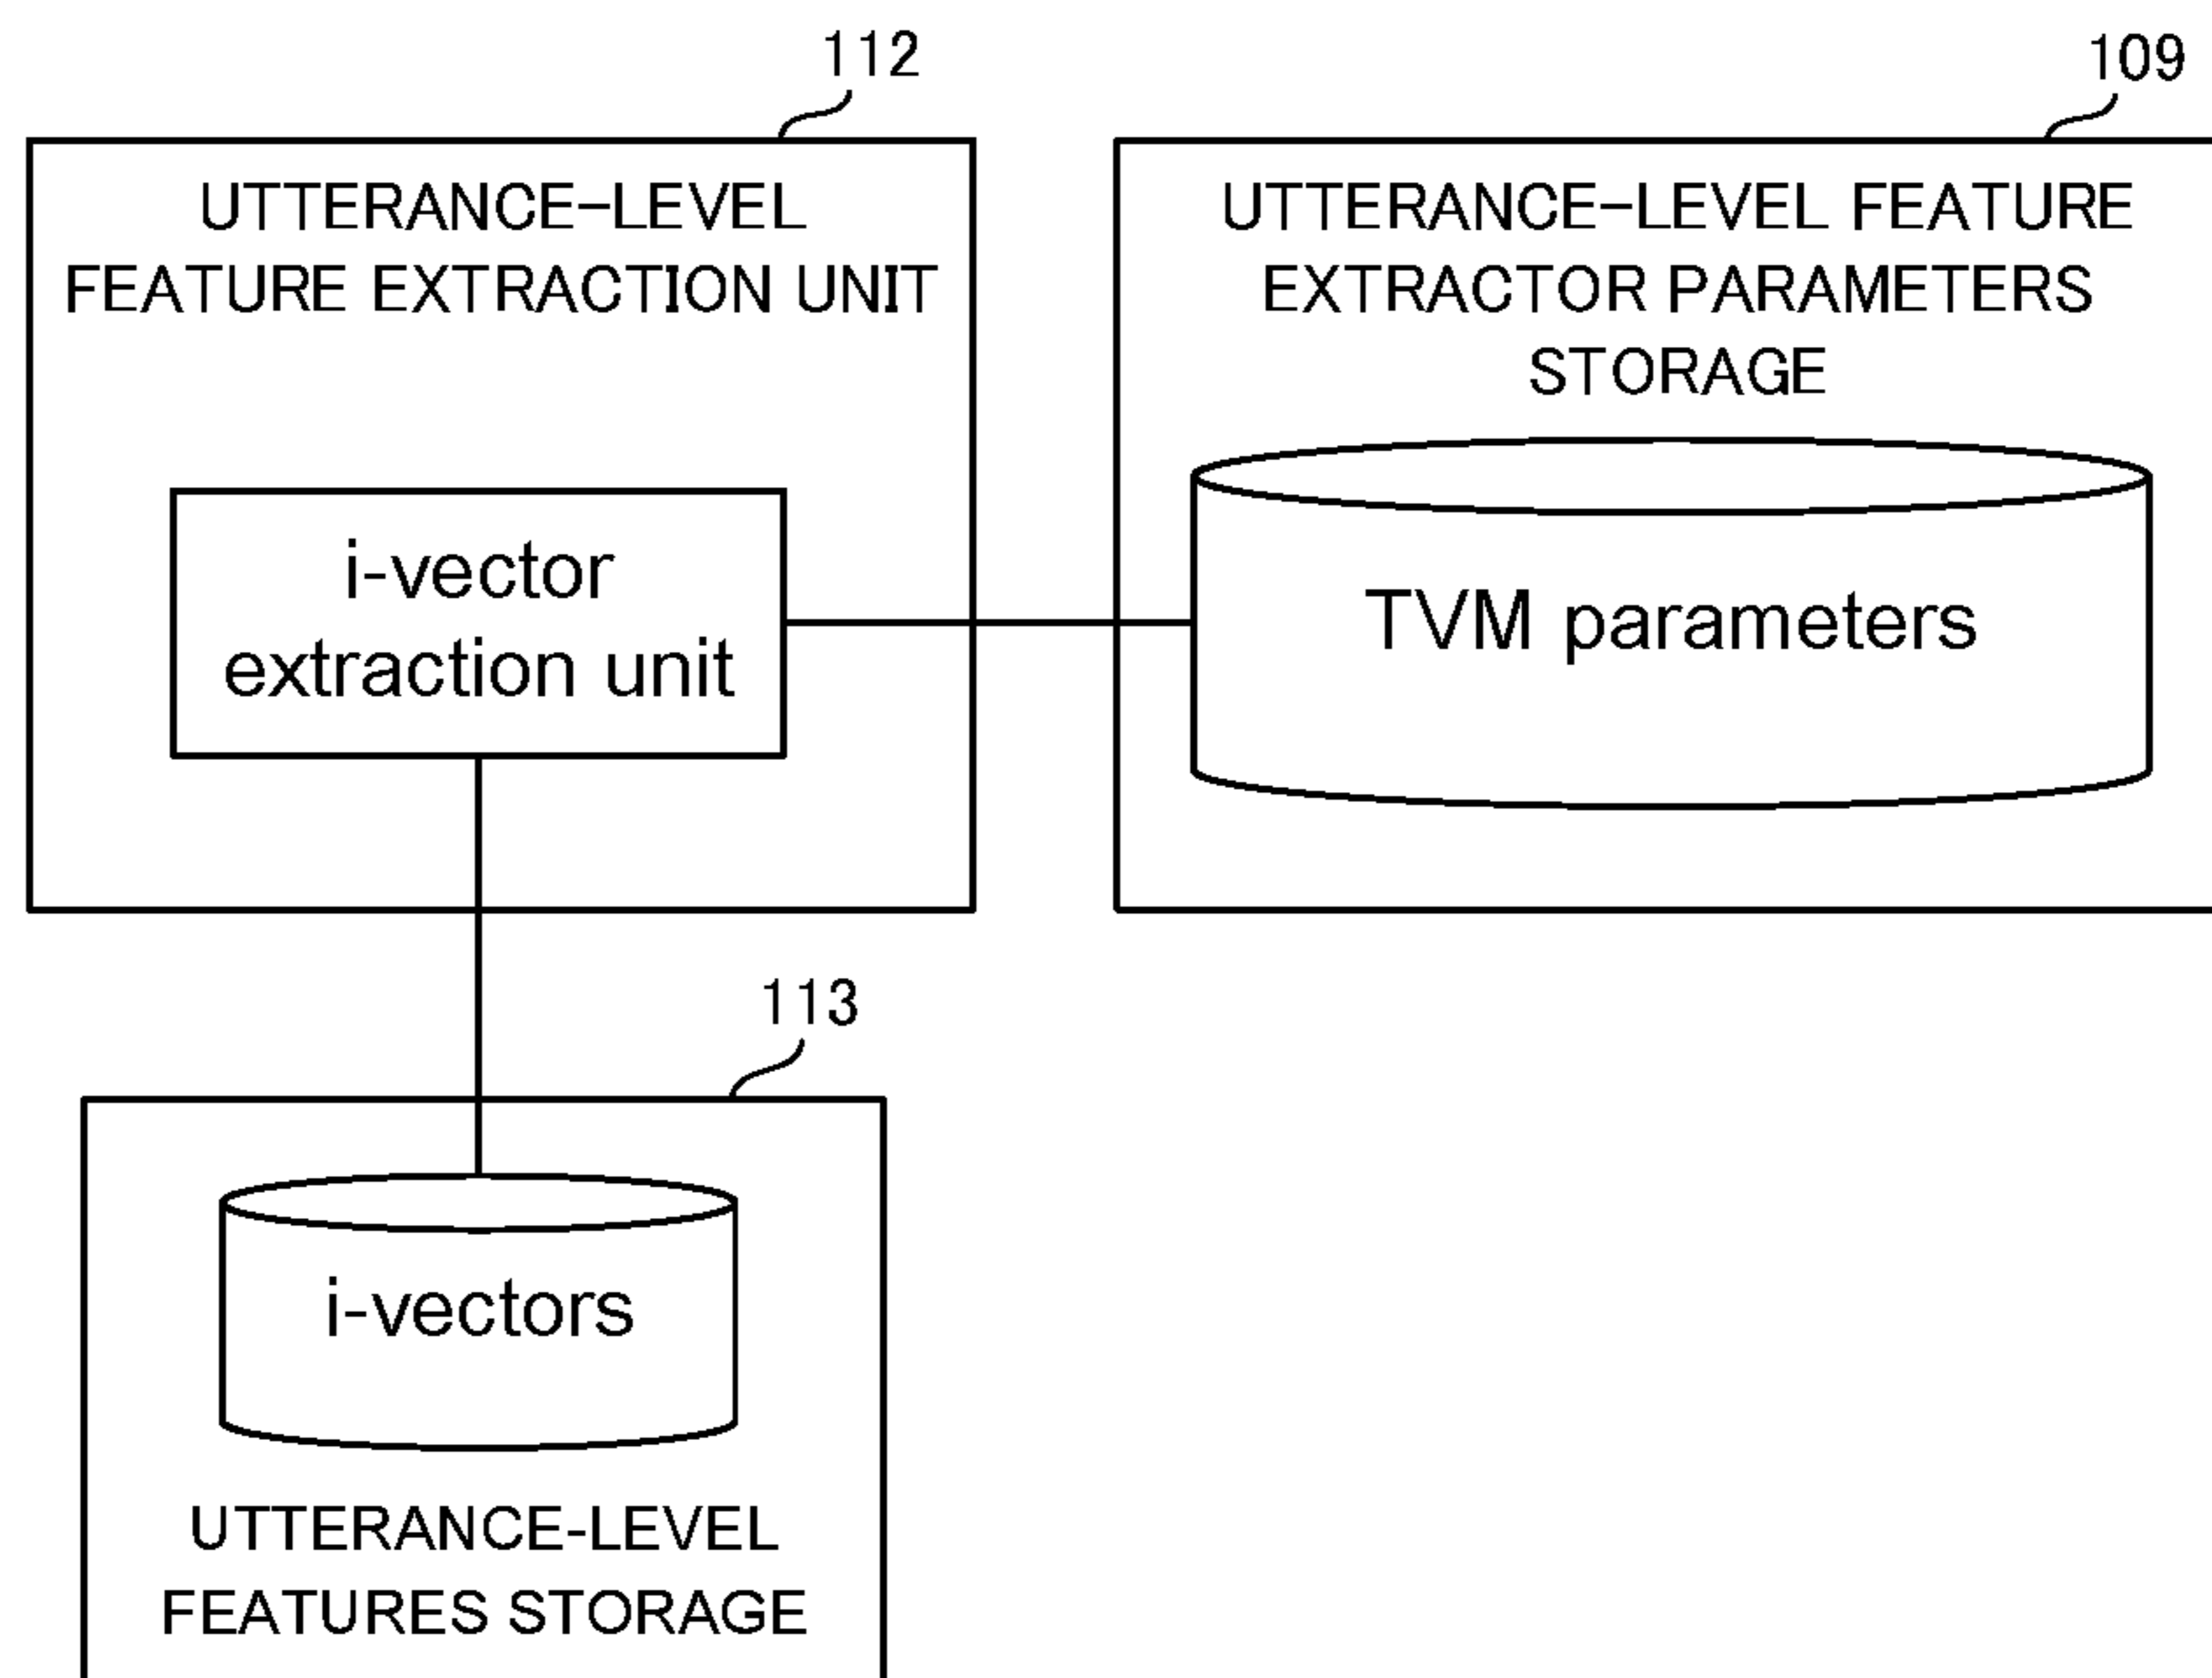 112
UTTERANCE-LEVEL
FEATURE EXTRACTION UNIT
i-vector
extraction unit
109
UTTERANCE-LEVEL FEATURE
EXTRACTOR PARAMETERS
STORAGE
TVM parameters
113
i-vectors
UTTERANCE-LEVEL
FEATURES STORAGE